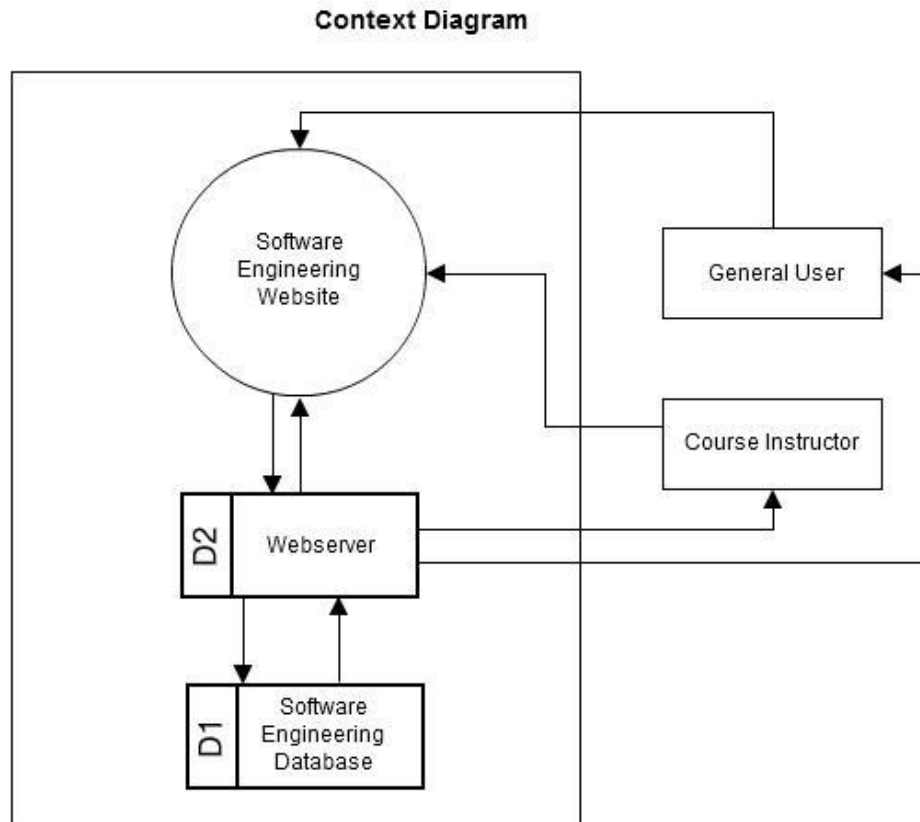 Context Diagram
Software
Engineering
Website
General User
Course Instructor
D2
Webserver
D1
Software
Engineering
Database